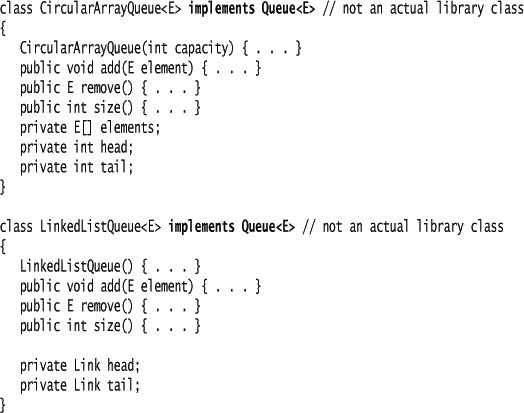 class CircularArrayQueue<E> implements Queue<E> // not an actual library class
{
CircularArrayQueue(int capacity) { . . . }
public void add(E element) { . . . }
public E remove() { . . . }
public int size() { . . . }
private E[] elements;
private int head;
private int tail;
}
class LinkedListQueue<E> implements Queue<E> // not an actual library class
{
LinkedListQueue() { . . . }
public void add(E element) { . . . }
public E remove() { . . . }
public int size() { . . . }
private Link head;
private Link tail;
}